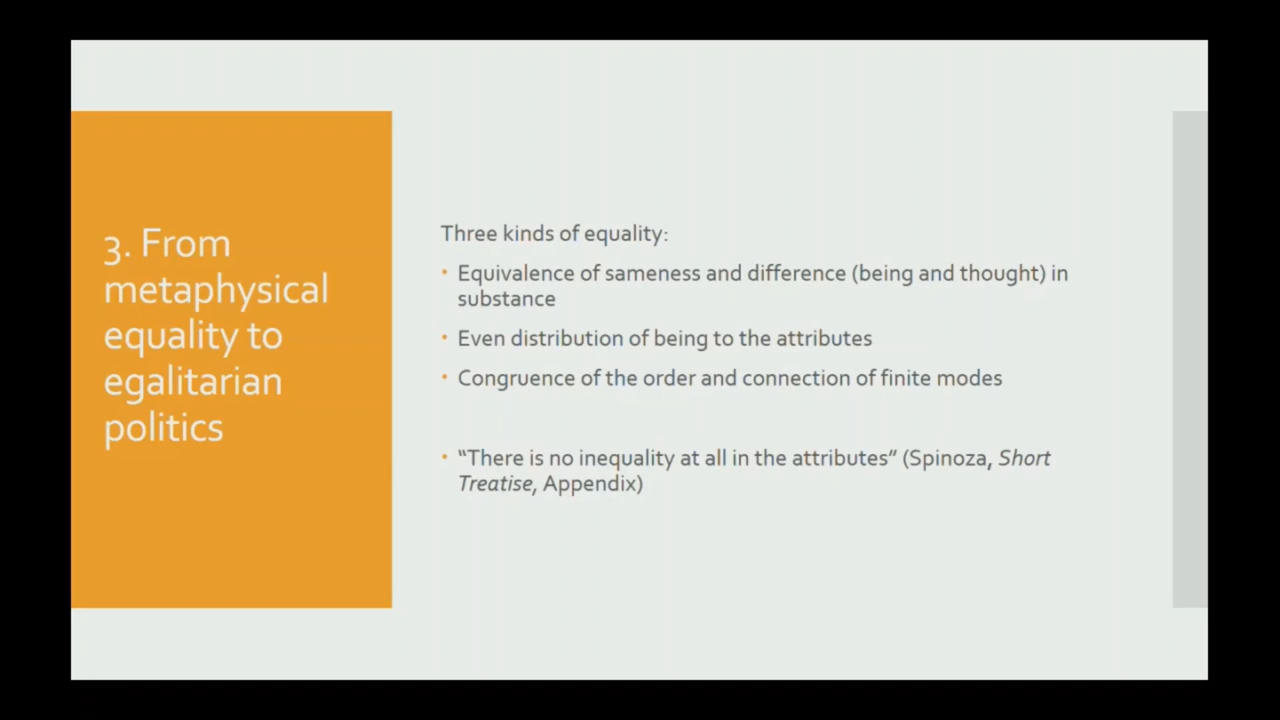 3. From
metaphysical
equality to
egalitarian
politics
Three kinds of equality:
• Equivalence of sameness and difference (being and thought) in
substance
• Even distribution of being to the attributes
• Congruence of the order and connection of finite modes
• “There is no inequality at all in the attributes” (Spinoza, Short
Treatise, Appendix)